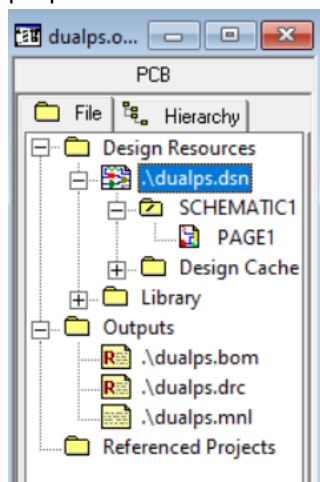 dualps.o...
PCB
File Hierarchy
Design Resources
.\dualps.dsn
SCHEMATIC1
PAGE1
Design Cache
Library
Outputs
.\dualps.bom
.\dualps.drc
.\dualps.mnl
Referenced Projects